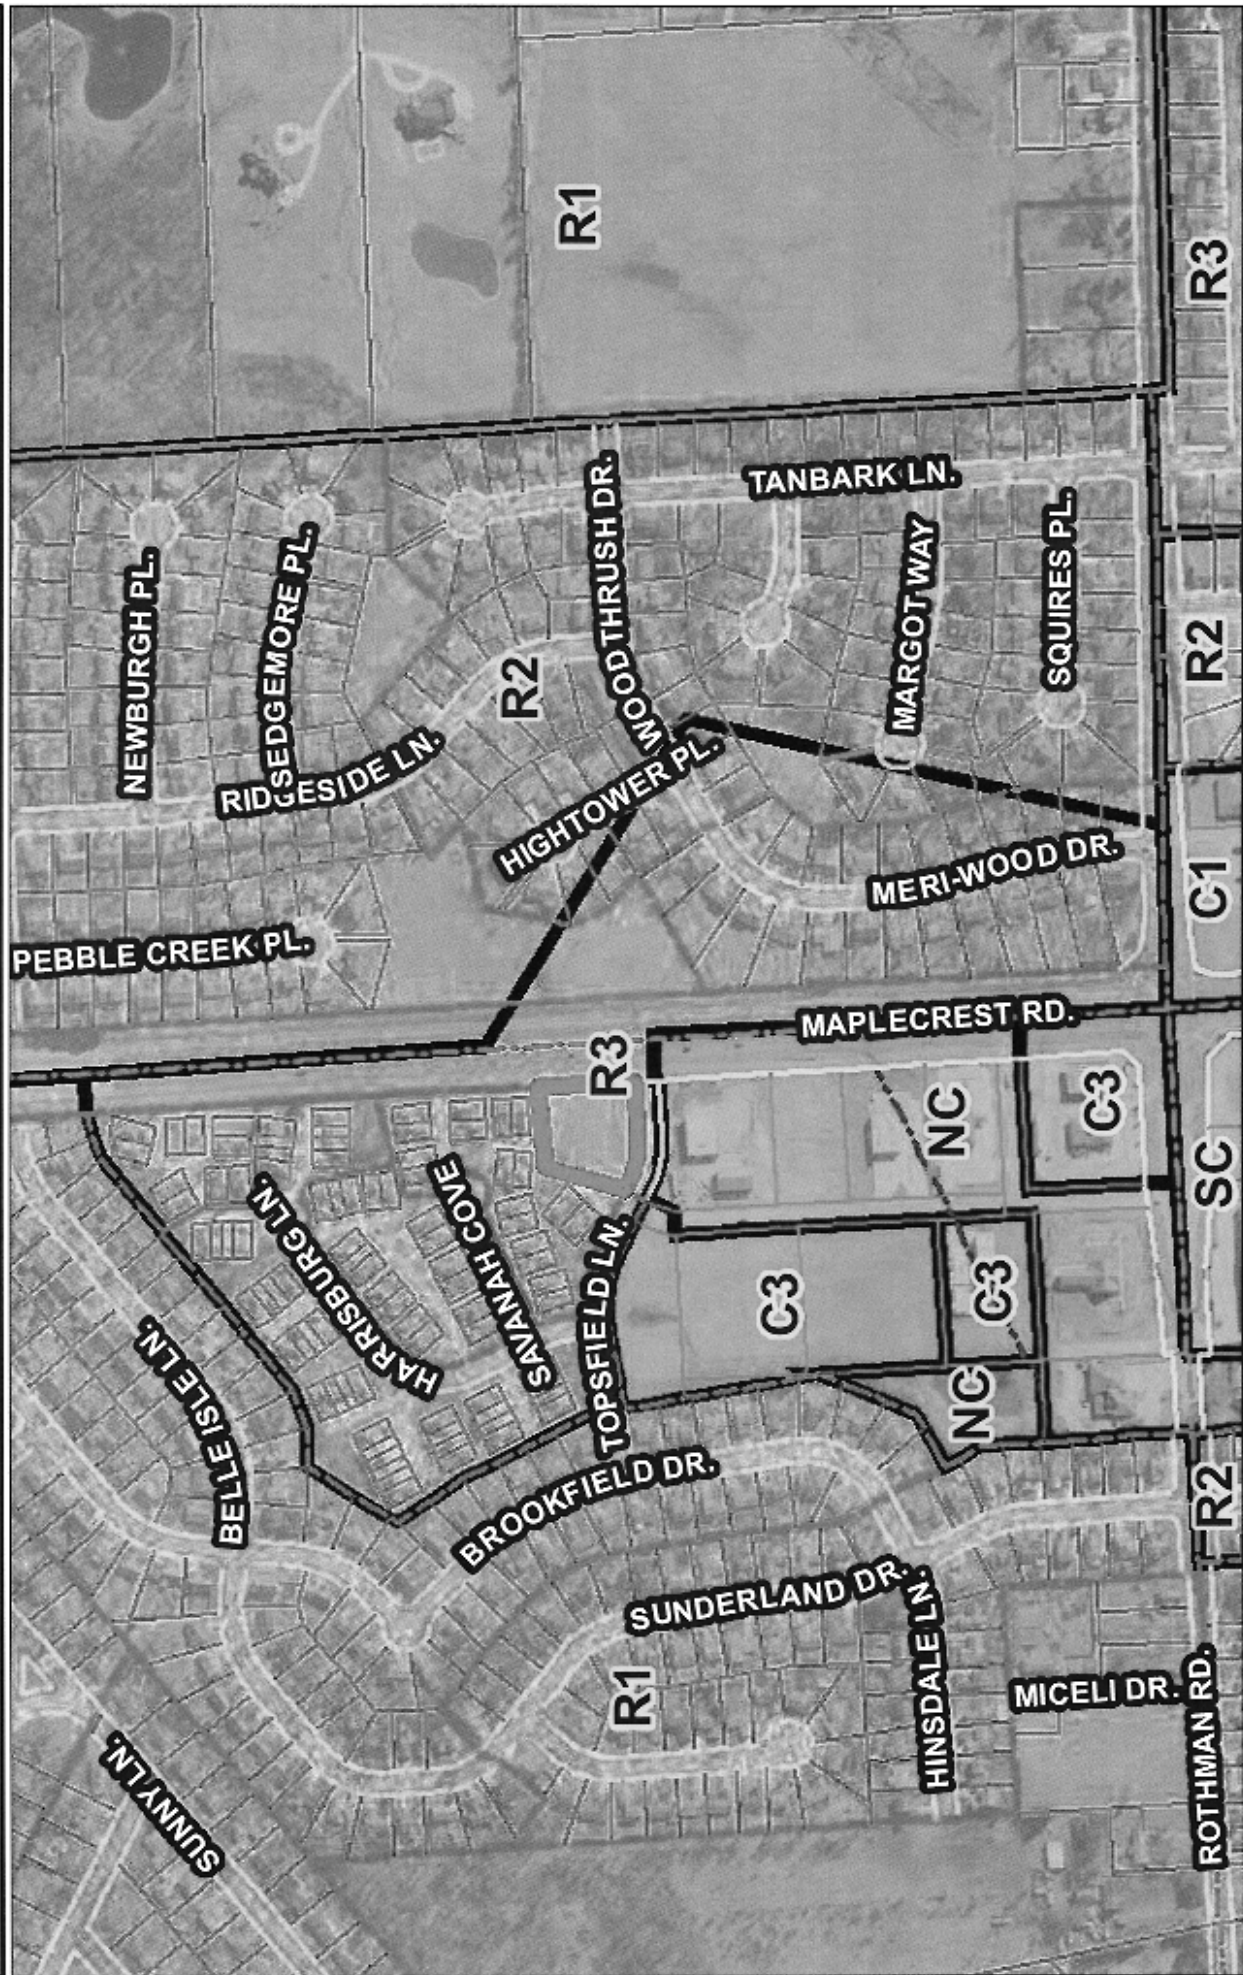 R1
R3
NEWBURGH PL.
SEDGEMORE PL.
RIDGESIDE LN.
R2
WOODTHRUSH DR.
TANBARK LN.
MARGOT WAY
SQUIRES PL.
R2
HIGHTOWER PL.
MERI-WOOD DR.
C1
PEBBLE CREEK PL.
MAPLECREST RD.
R3
NC
C3
SC
HARRISBURG LN.
SAVANAH COVE
TOPSFIELD LN.
C3
C3
NC
BELLE ISLE LN.
BROOKFIELD DR.
R2
SUNDERLAND DR.
HINSDALE LN.
R1
MICELI DR.
ROTHMAN RD.
SUNNY LN.